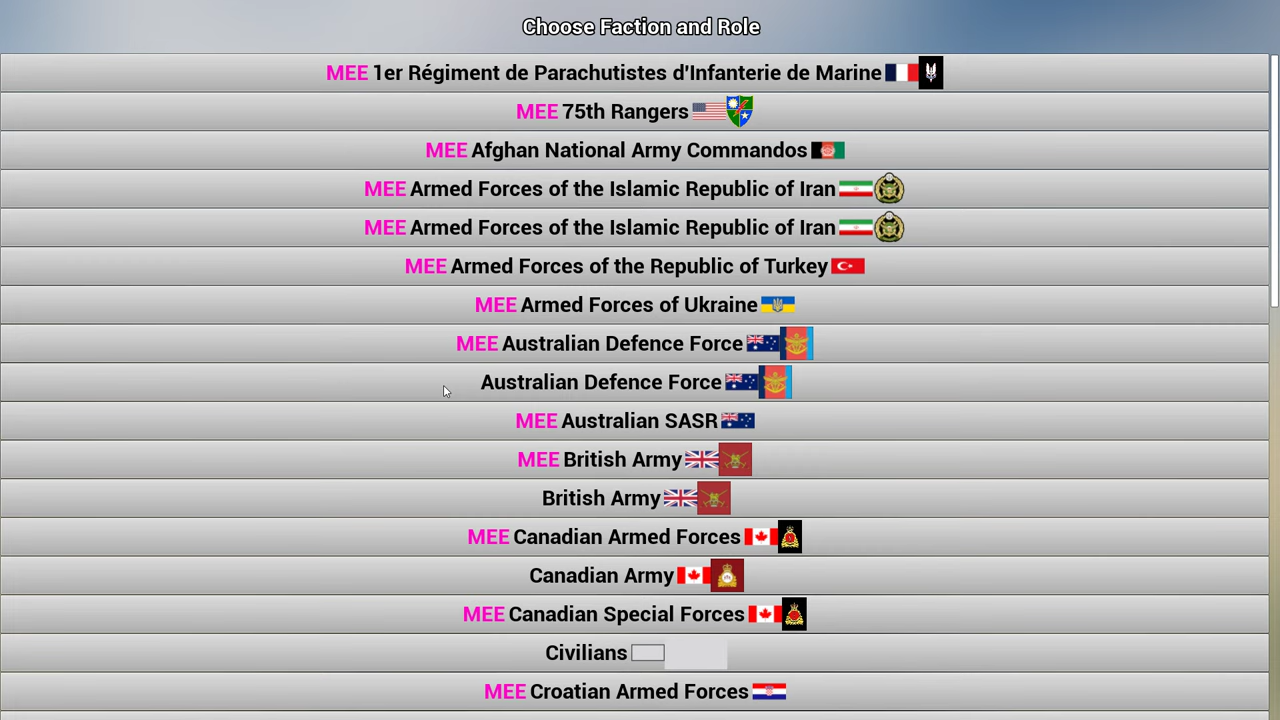 Choose Faction and Role
MEE 1er Régiment de Parachutistes d'Infanterie de Marine
MEE 75th Rangers
MEE Afghan National Army Commandos
MEE Armed Forces of the Islamic Republic of Iran
MEE Armed Forces of the Islamic Republic of Iran
MEE Armed Forces of the Republic of Turkey
MEE Armed Forces of Ukraine
MEE Australian Defence Force
Australian Defence Force
MEE Australian SASR
MEE British Army
British Army
MEE Canadian Armed Forces
Canadian Army
MEE Canadian Special Forces
Civilians
MEE Croatian Armed Forces